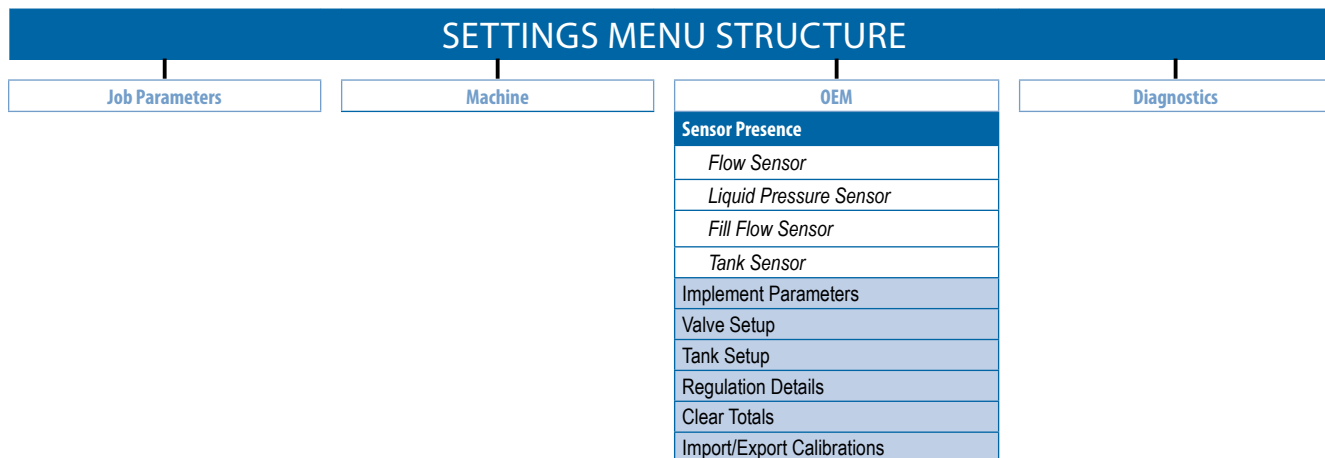 SETTINGS MENU STRUCTURE
Job Parameters
Machine
OEM
Diagnostics
Sensor Presence
Flow Sensor
Liquid Pressure Sensor
Fill Flow Sensor
Tank Sensor
Implement Parameters
Valve Setup
Tank Setup
Regulation Details
Clear Totals
Import/Export Calibrations